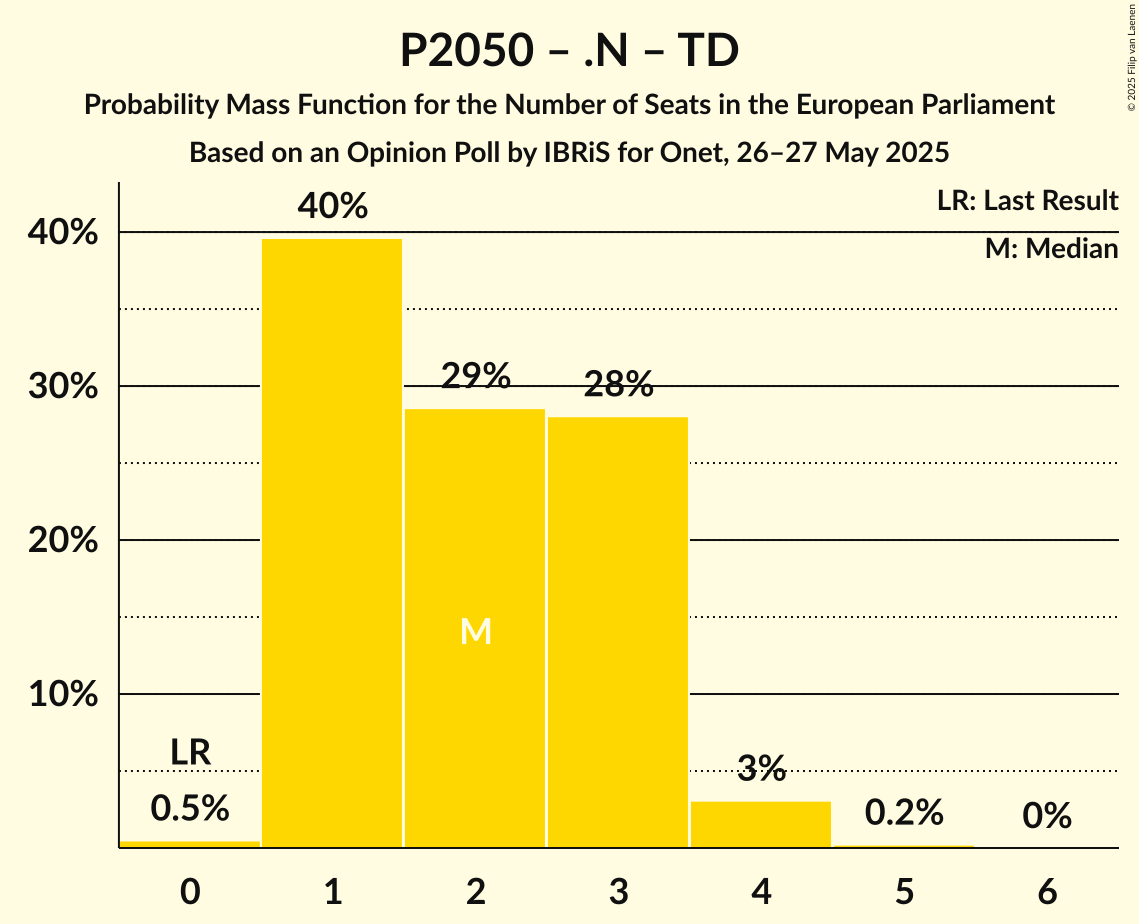 P2050 – .N – TD
Probability Mass Function for the Number of Seats in the European Parliament
Based on an Opinion Poll by IBRiS for Onet, 26–27 May 2025
© 2025 Filip van Laenen
LR: Last Result
M: Median
40%
30%
20%
10%
LR
0.5%
40%
29%
M
28%
3%
0.2%
0%
0 1 2 3 4 5 6